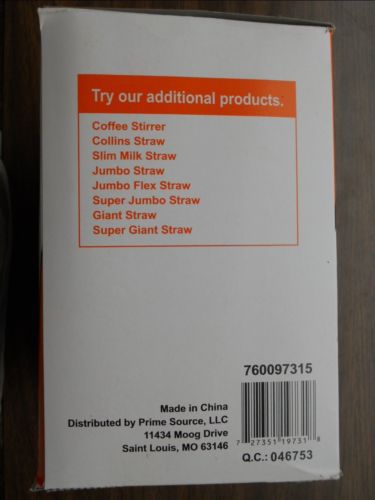 Try our additional products.
Coffee Stirrer
Collins Straw
Slim Milk Straw
Jumbo Straw
Jumbo Flex Straw
Super Jumbo Straw
Giant Straw
Super Giant Straw
760097315
Made in China
Distributed by Prime Source, LLC
11434 Moog Drive
Saint Louis, MO 63146
7 27351 19731 8
Q.C.: 046753